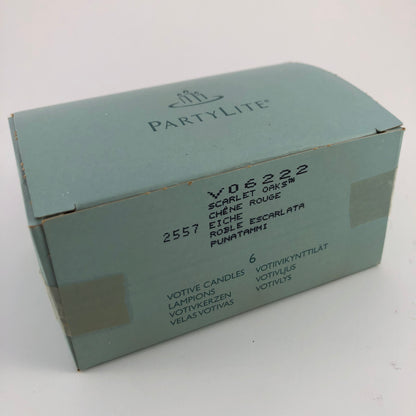 PARTYLITE®
V06222
SCARLET OAKS™
CHÊNE ROUGE
2557 EICHE
ROBLE ESCARLATA
PUNATAMMI
6
VOTIVE CANDLES VOTIIVIKYNTTILÄT
LAMPIONS VOTIVLJUS
VOTIVKERZEN VOTIVLYS
VELAS VOTIVAS